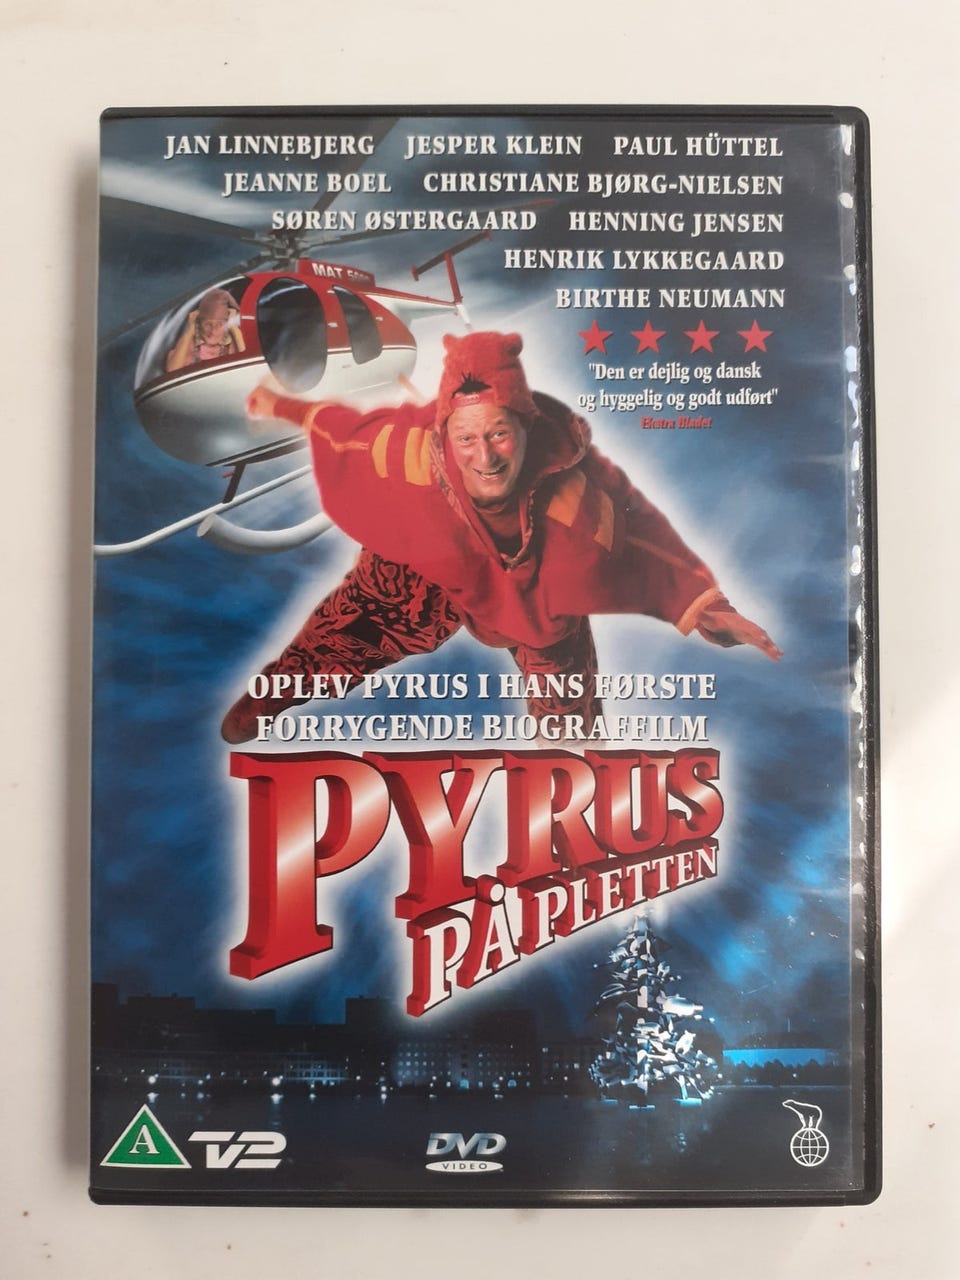 JAN LINNEBJERG JESPER KLEIN PAUL HÜTTEL
JEANNE BOEL CHRISTIANE BJØRG-NIELSEN
SØREN ØSTERGAARD HENNING JENSEN
HENRIK LYKKEGAARD
BIRTHE NEUMANN
"Den er dejlig og dansk
og hyggelig og godt udført"
Ekstra Bladet
OPLEV PYRUS I HANS FØRSTE
FORRYGENDE BIOGRAFFILM
PYRUS
PÅ PLETTEN
A
TV2
DVD
VIDEO